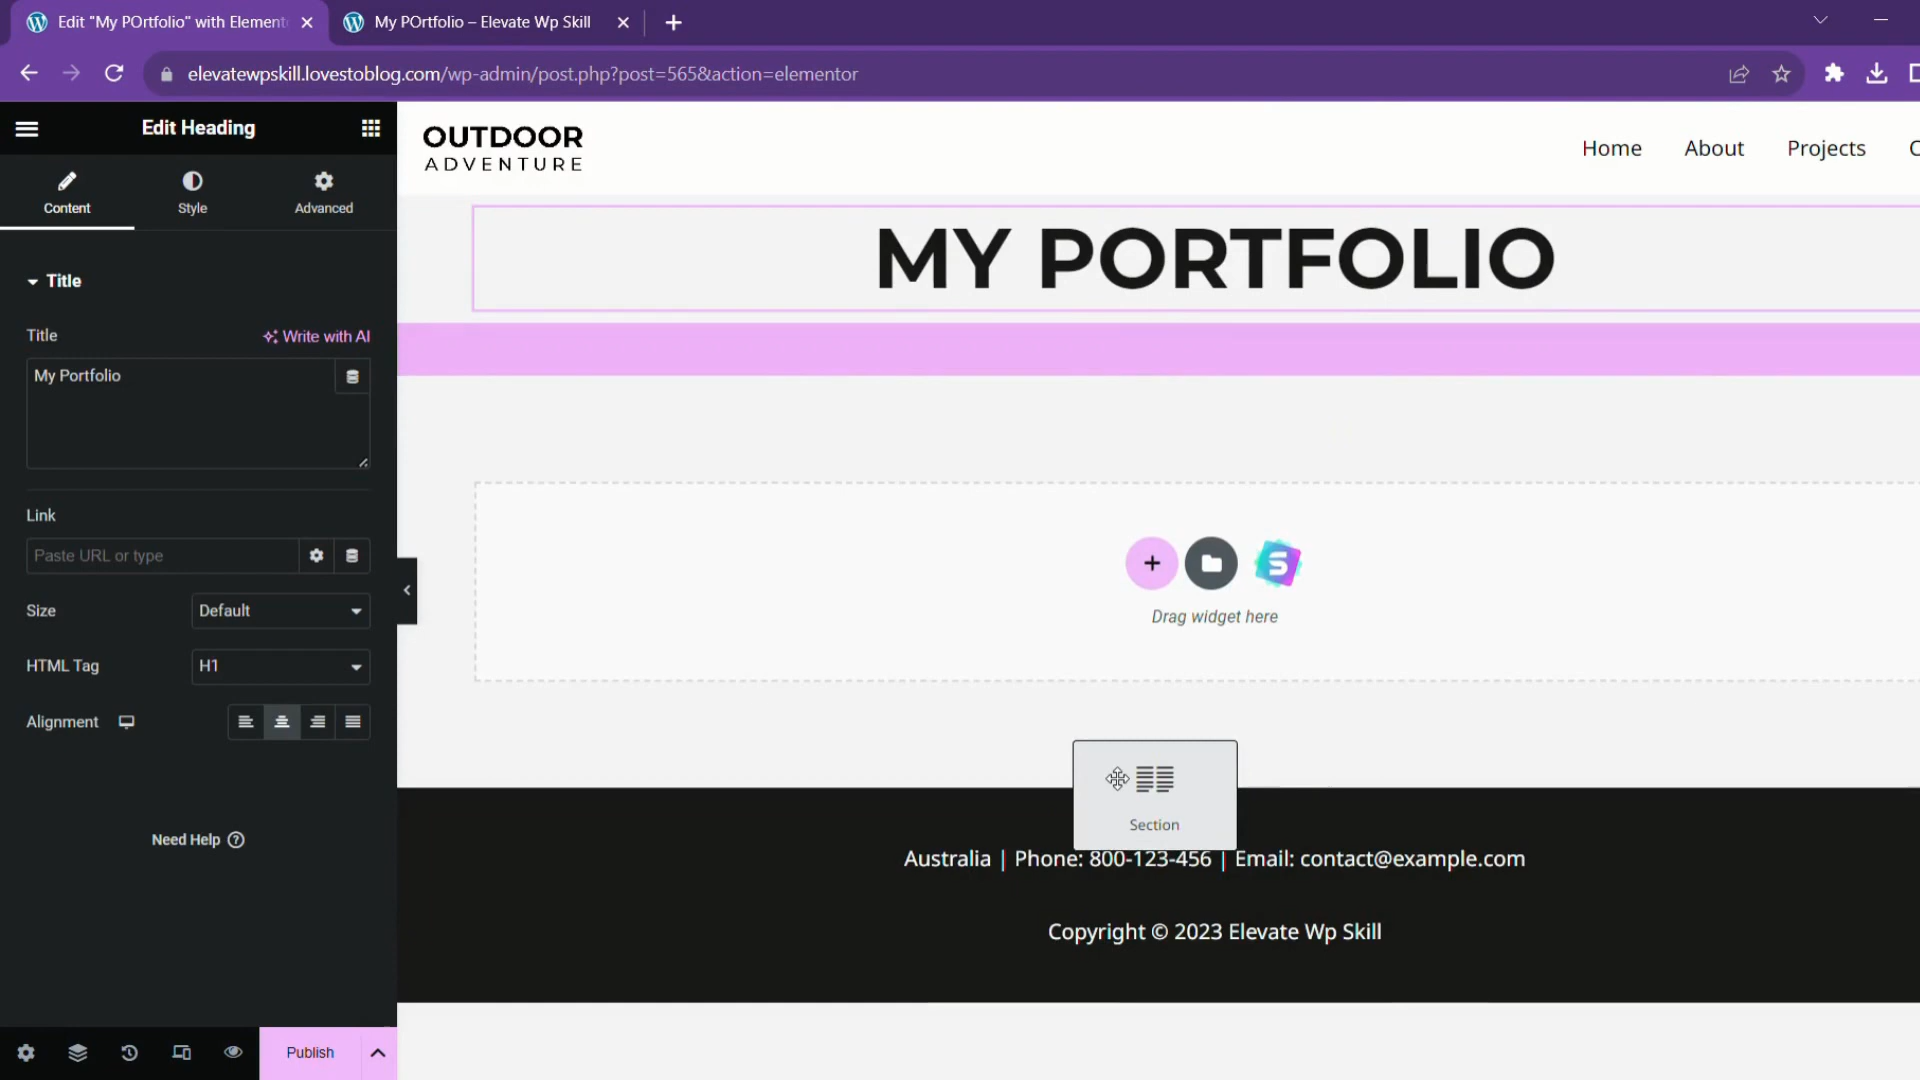 Edit "My POrtfolio" with Element
My POrtfolio – Elevate Wp Skill
elevatewpskill.lovestoblog.com/wp-admin/post.php?post=565&action=elementor
Edit Heading
Content
Style
Advanced
Title
Title
Write with AI
My Portfolio
Link
Paste URL or type
Size
Default
HTML Tag
H1
Alignment
Need Help
Publish
OUTDOOR
ADVENTURE
Home
About
Projects
C
MY PORTFOLIO
Drag widget here
Section
Australia | Phone: 800-123-456 | Email: contact@example.com
Copyright © 2023 Elevate Wp Skill